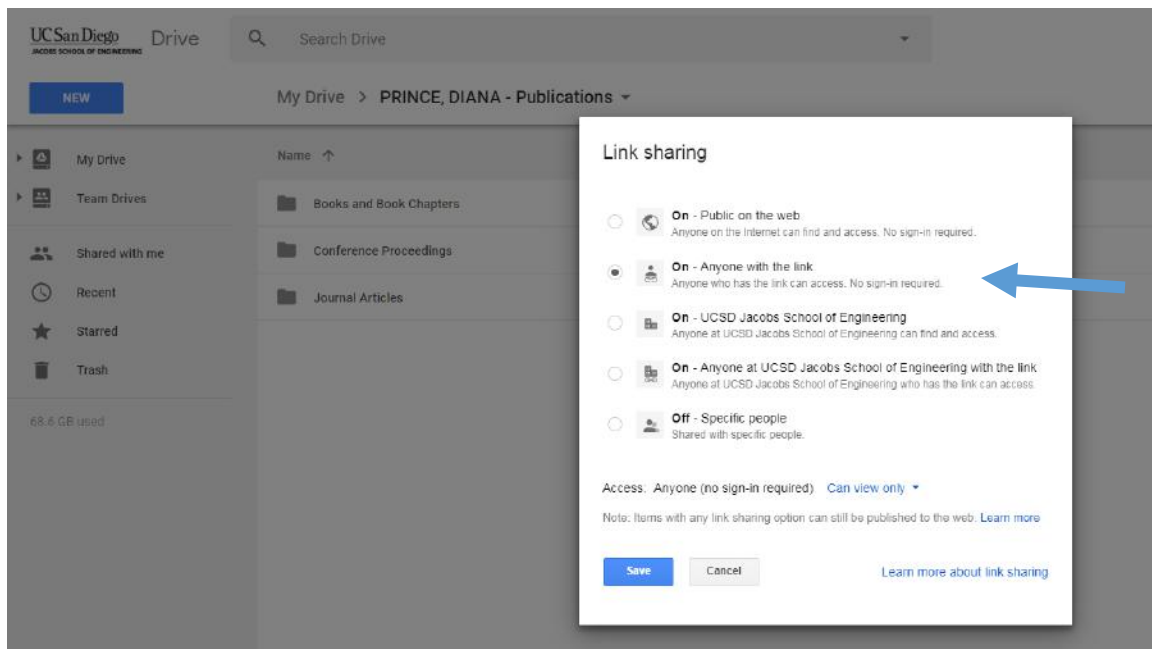 UC San Diego
JACOBS SCHOOL OF ENGINEERING
Drive
Search Drive
NEW
My Drive > PRINCE, DIANA - Publications
My Drive
Team Drives
Shared with me
Recent
Starred
Trash
68.6 GB used
Name ↑
Books and Book Chapters
Conference Proceedings
Journal Articles
Link sharing
On - Public on the web
Anyone on the Internet can find and access. No sign-in required.
On - Anyone with the link
Anyone who has the link can access. No sign-in required.
On - UCSD Jacobs School of Engineering
Anyone at UCSD Jacobs School of Engineering can find and access.
On - Anyone at UCSD Jacobs School of Engineering with the link
Anyone at UCSD Jacobs School of Engineering who has the link can access.
Off - Specific people
Shared with specific people.
Access: Anyone (no sign-in required) Can view only
Note: Items with any link sharing option can still be published to the web. Learn more
Save
Cancel
Learn more about link sharing